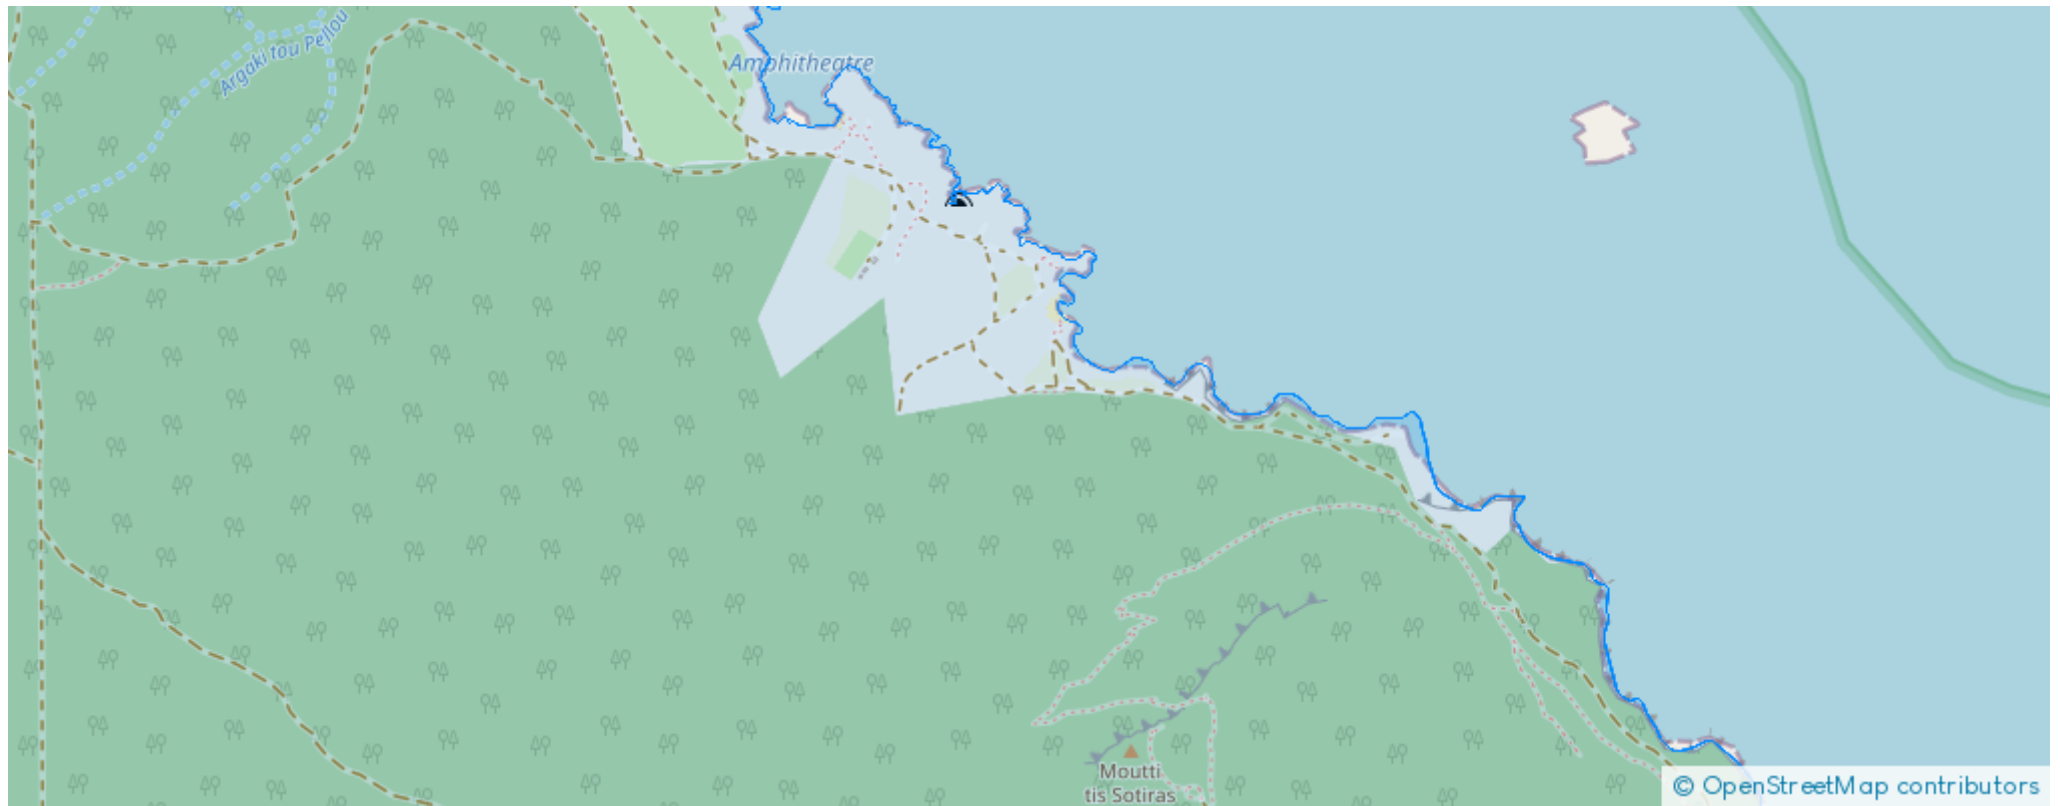 Argaki tou Pellou
Amphitheatre
Moutti
tis Sotiras
© OpenStreetMap contributors